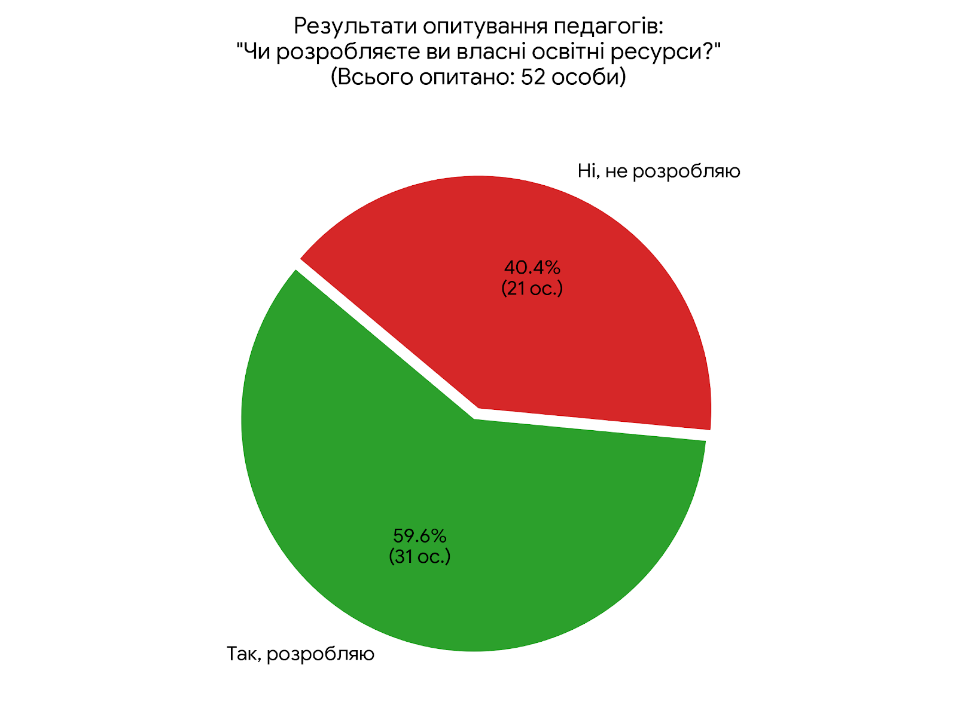 Результати опитування педагогів:
"Чи розробляєте ви власні освітні ресурси?"
(Всього опитано: 52 особи)
Ні, не розробляю
40.4%
(21 ос.)
59.6%
(31 ос.)
Так, розробляю